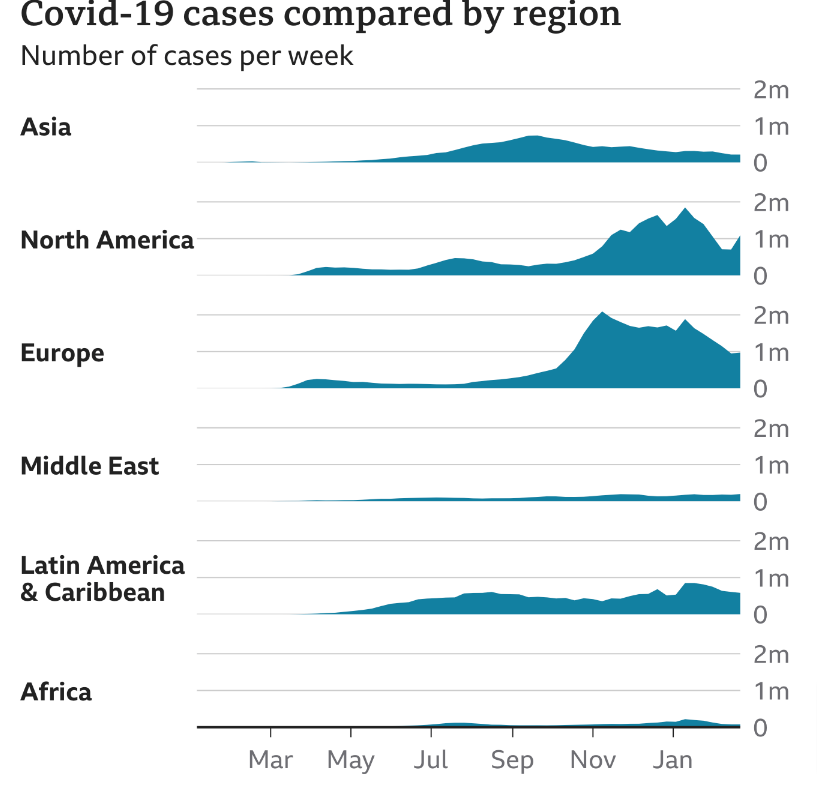 Covid-19 cases compared by region
Number of cases per week
2m
Asia 1m
0
2m
North America 1m
0
2m
Europe 1m
0
2m
Middle East 1m
0
2m
Latin America
& Caribbean
1m
0
2m
Africa 1m
0
Mar May Jul Sep Nov Jan